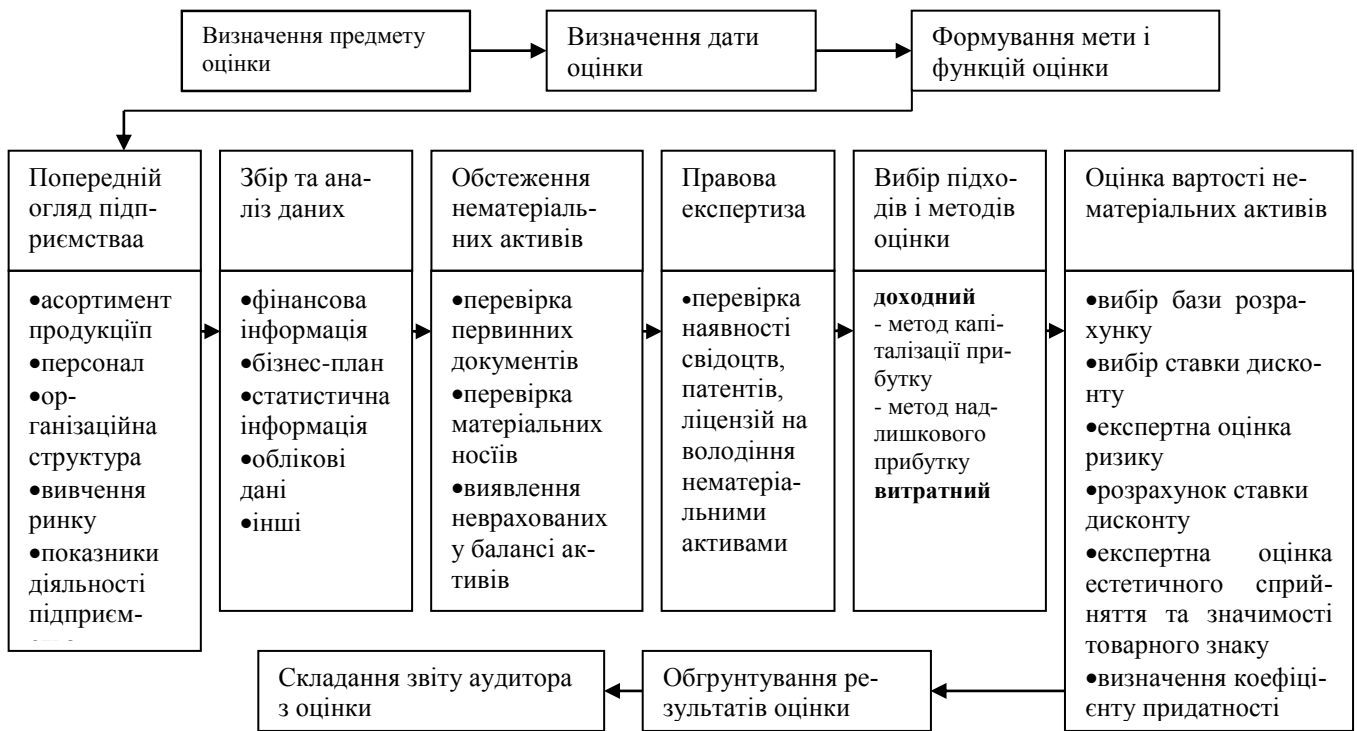 Визначення предмету
оцінки
Визначення дати
оцінки
Формування мети і
функцій оцінки
Попередній
огляд підп-
риємстваа
Збір та ана-
ліз даних
Обстеження
нематеріаль-
них активів
Правова
експертиза
Вибір підхо-
дів і методів
оцінки
Оцінка вартості не-
матеріальних активів
•асортимент
продукціїп
•персонал
•ор-
ганізаційна
структура
•вивчення
ринку
•показники
діяльності
підприєм-
•фінансова
інформація
•бізнес-план
•статистична
інформація
•облікові
дані
•інші
•перевірка
первинних
документів
•перевірка
матеріальних
носіїв
•виявлення
неврахованих
у балансі ак-
тивів
•перевірка
наявності
свідоцтв,
патентів,
ліцензій на
володіння
нематеріа-
льними
активами
доходний
- метод капі-
талізації при-
бутку
- метод над-
лишкового
прибутку
витратний
•вибір бази розра-
хунку
•вибір ставки диско-
нту
•експертна оцінка
ризику
•розрахунок ставки
дисконту
•експертна оцінка
естетичного сприй-
няття та значимості
товарного знаку
•визначення коефіці-
єнту придатності
Складання звіту аудитора
з оцінки
Обгрунтування ре-
зультатів оцінки